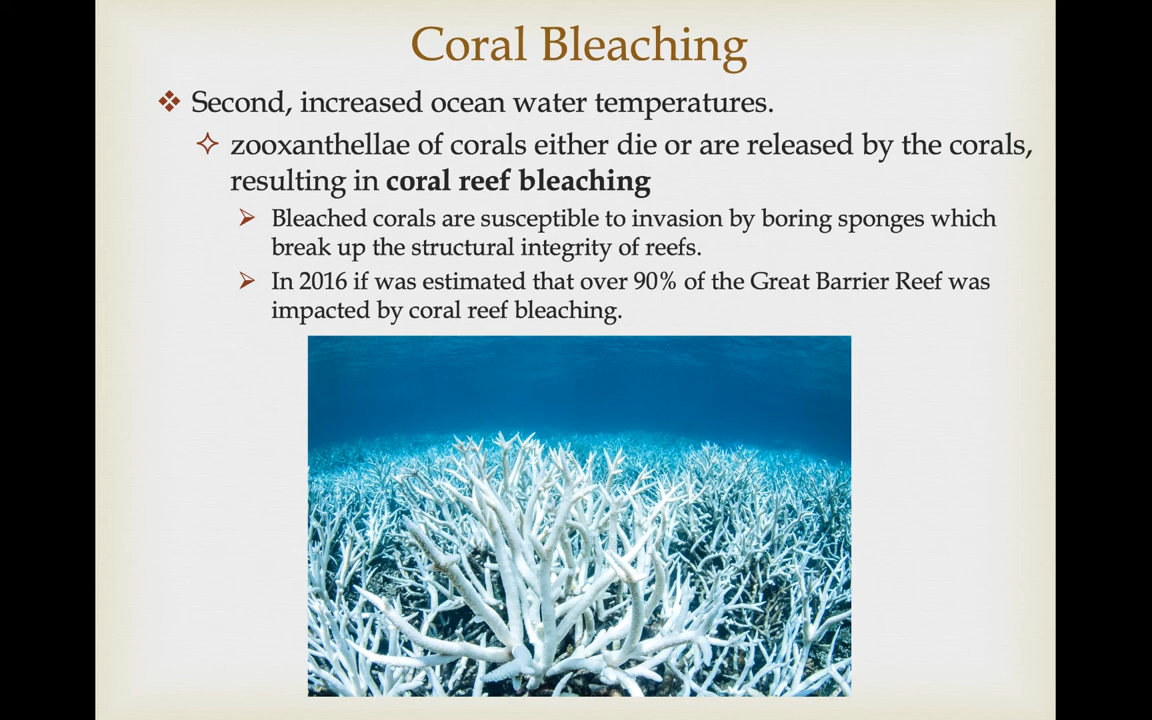 Coral Bleaching
Second, increased ocean water temperatures.
zooxanthellae of corals either die or are released by the corals,
resulting in coral reef bleaching
Bleached corals are susceptible to invasion by boring sponges which
break up the structural integrity of reefs.
In 2016 if was estimated that over 90% of the Great Barrier Reef was
impacted by coral reef bleaching.